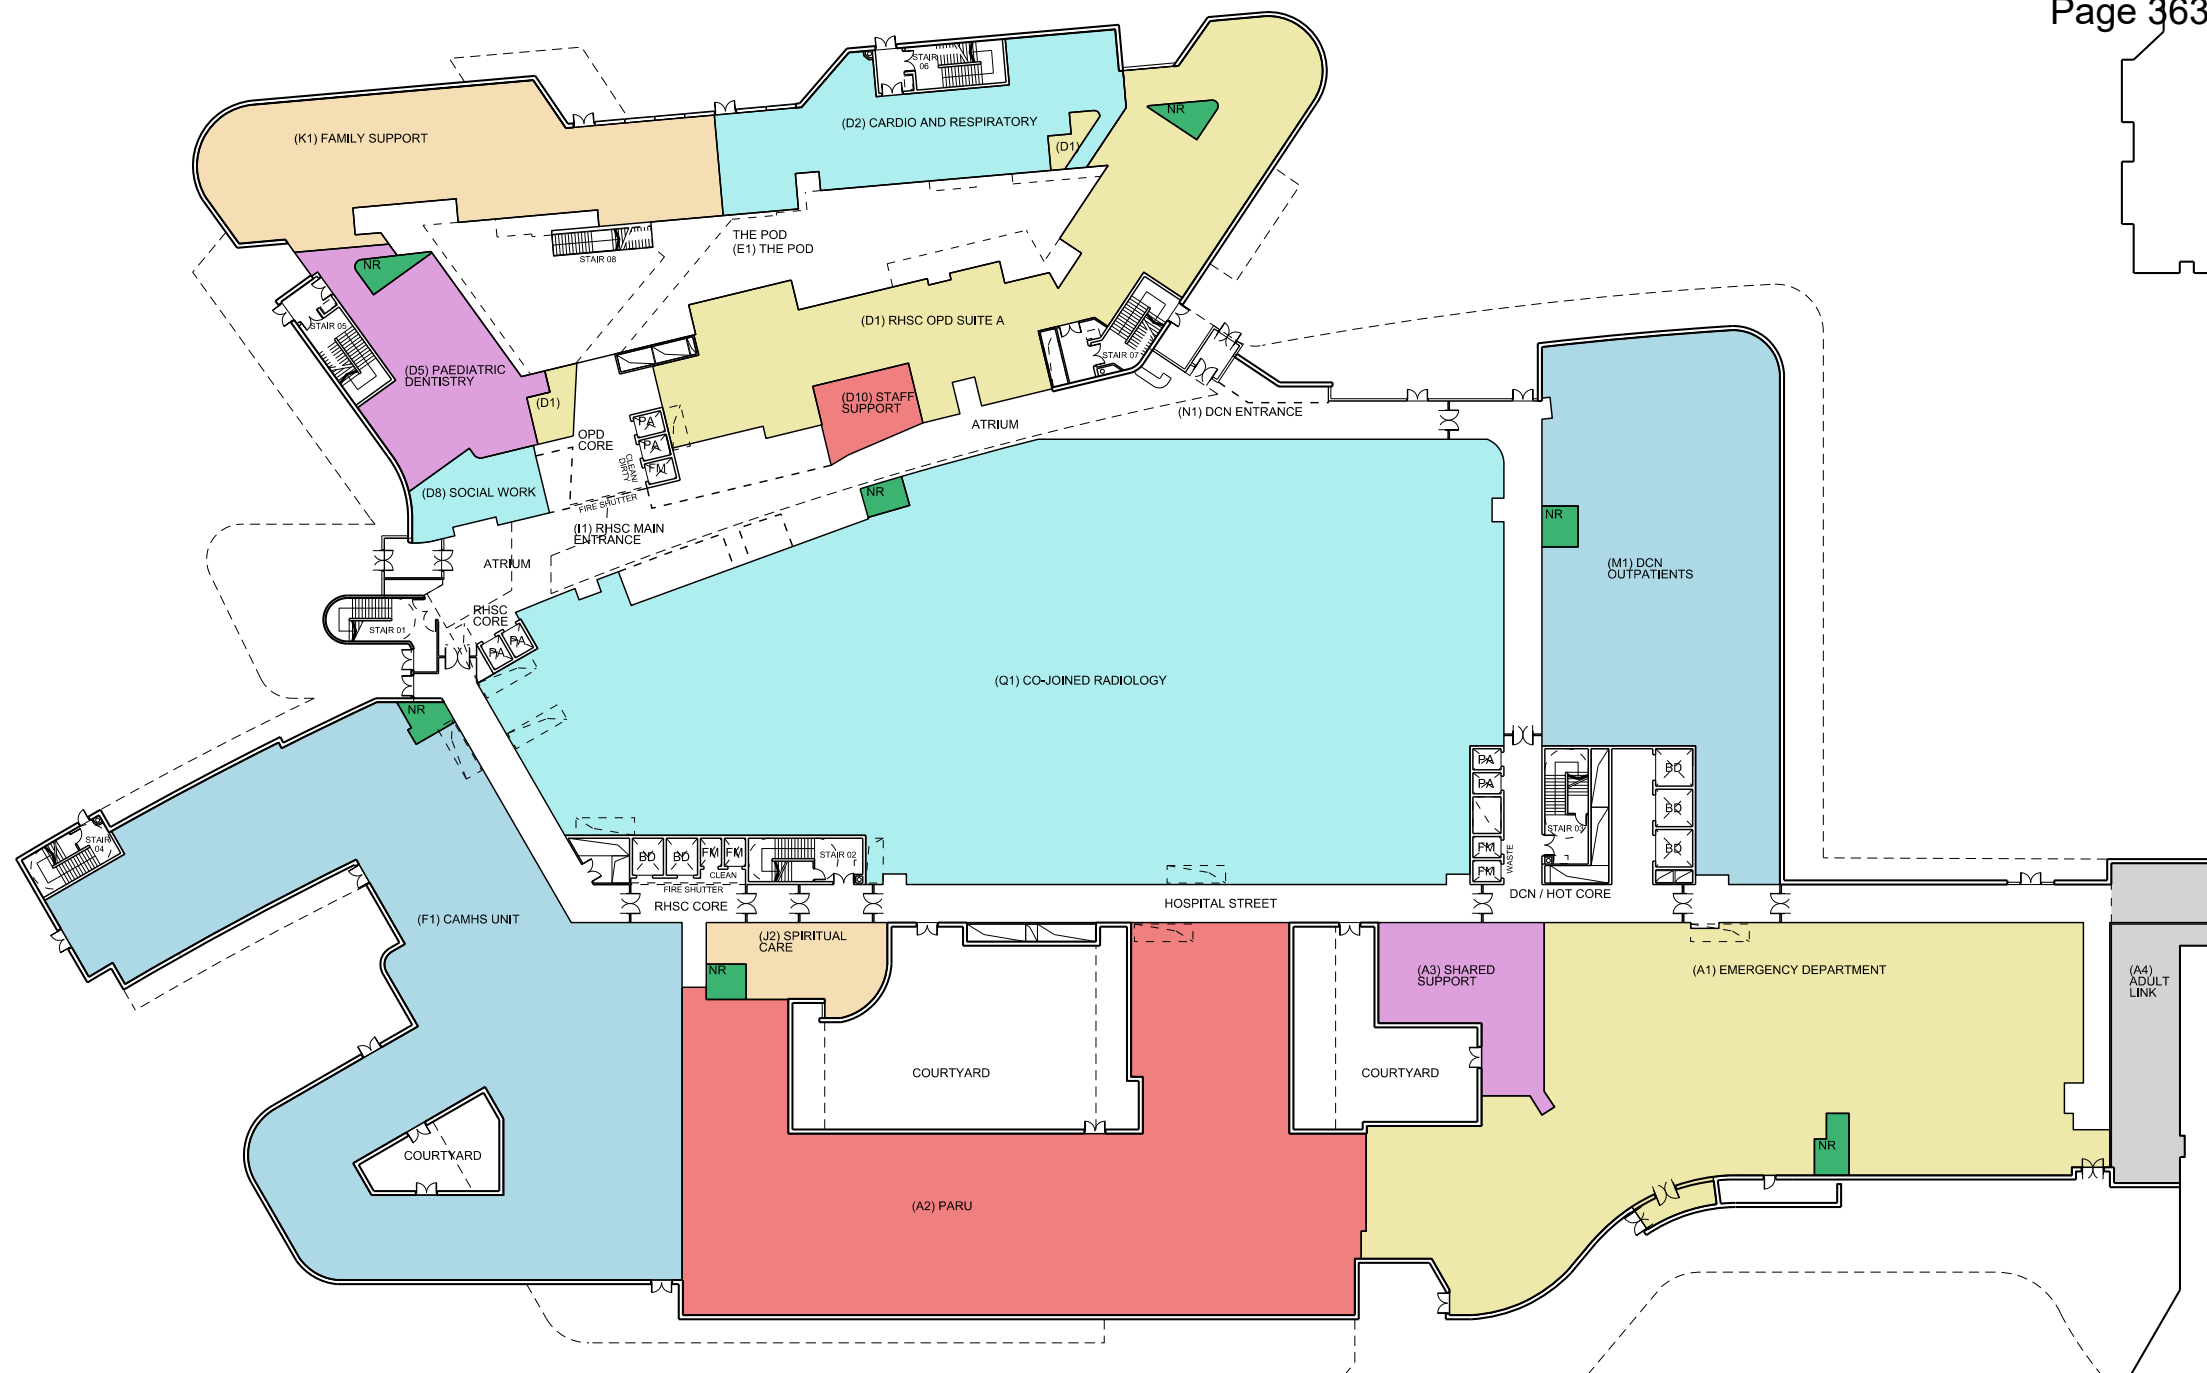 Page 363
STAIR
06
NR
(K1) FAMILY SUPPORT
(D2) CARDIO AND RESPIRATORY
(D1)
THE POD
(E1) THE POD
STAIR 08
NR
STAIR 05
(D1) RHSC OPD SUITE A
STAIR 07
(D5) PAEDIATRIC
DENTISTRY
(D1)
(D10) STAFF
SUPPORT
(N1) DCN ENTRANCE
ATRIUM
OPD
CORE
PA
PA
FM
CLEAN
DIRTY
(D8) SOCIAL WORK
FIRE SHUTTER
NR
NR
(I1) RHSC MAIN
ENTRANCE
ATRIUM
(M1) DCN
OUTPATIENTS
RHSC
CORE
STAIR 01
PA
PA
(Q1) CO-JOINED RADIOLOGY
NR
PA
PA
BD
BD
BD
STAIR 03
STAIR
04
BD
BD
FM
FM
CLEAN
STAIR 02
FM
FM
WASTE
FIRE SHUTTER
RHSC CORE
HOSPITAL STREET
DCN / HOT CORE
(F1) CAMHS UNIT
(J2) SPIRITUAL
CARE
NR
(A3) SHARED
SUPPORT
(A1) EMERGENCY DEPARTMENT
(A4)
ADULT
LINK
COURTYARD
COURTYARD
COURTYARD
NR
(A2) PARU